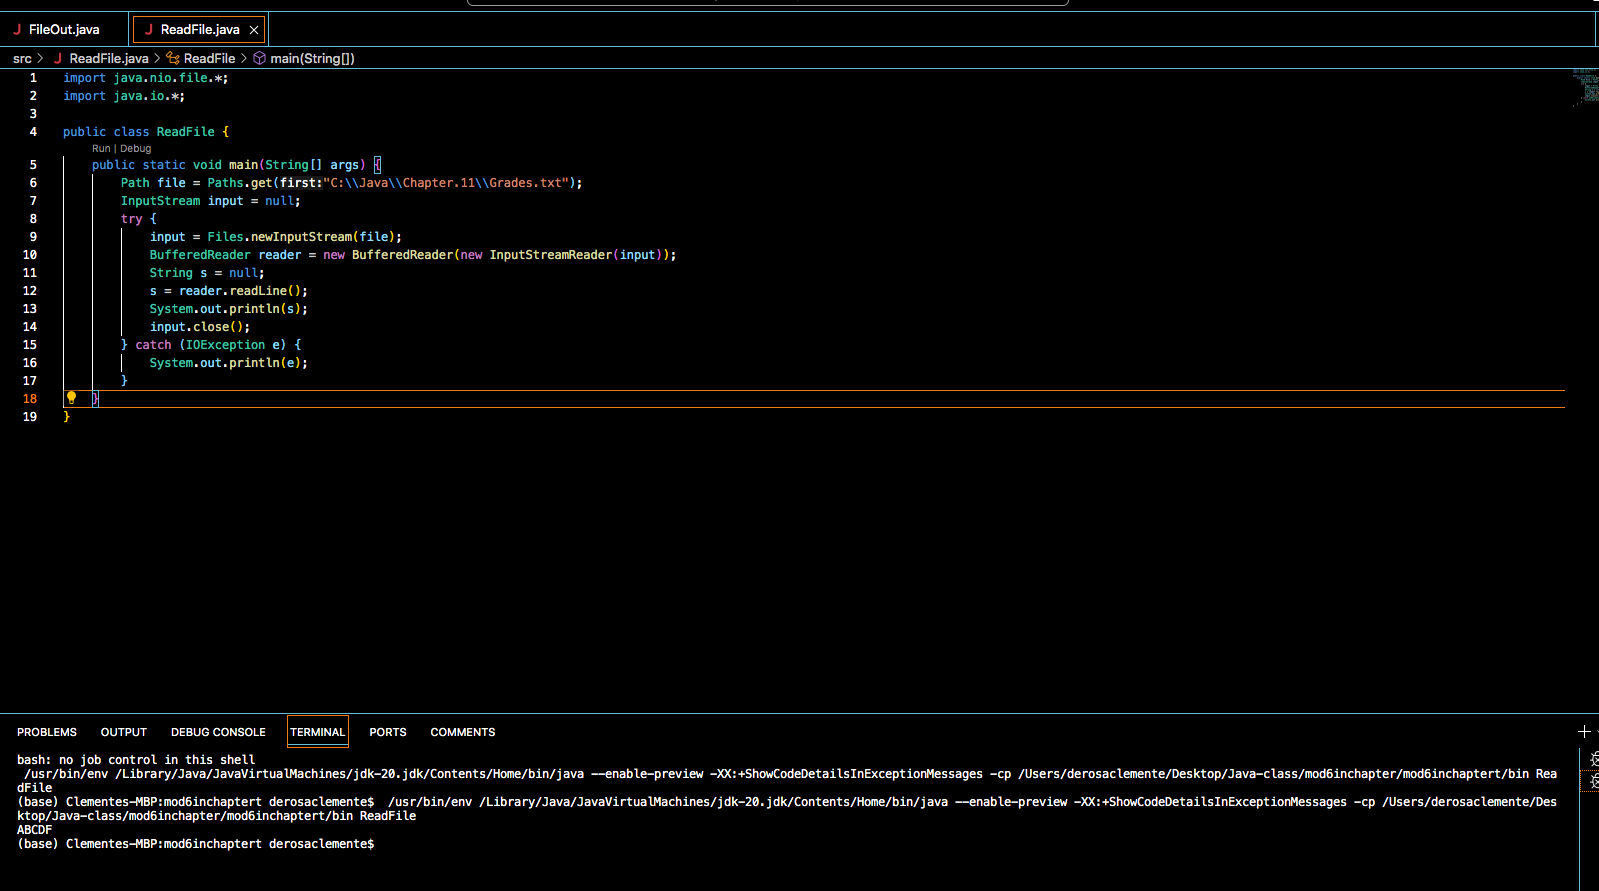 FileOut.java
ReadFile.java
src > ReadFile.java > ReadFile > main(String[])
1 import java.nio.file.*;
2 import java.io.*;
3
4 public class ReadFile {
Run | Debug
5 public static void main(String[] args) {
6 Path file = Paths.get(first:"C:\\Java\\Chapter.11\\Grades.txt");
7 InputStream input = null;
8 try {
9 input = Files.newInputStream(file);
10 BufferedReader reader = new BufferedReader(new InputStreamReader(input));
11 String s = null;
12 s = reader.readLine();
13 System.out.println(s);
14 input.close();
15 } catch (IOException e) {
16 System.out.println(e);
17 }
18 }
19 }
PROBLEMS OUTPUT DEBUG CONSOLE TERMINAL PORTS COMMENTS
bash: no job control in this shell
/usr/bin/env /Library/Java/JavaVirtualMachines/jdk-20.jdk/Contents/Home/bin/java --enable-preview -XX:+ShowCodeDetailsInExceptionMessages -cp /Users/derosaclemente/Desktop/Java-class/mod6inchapter/mod6inchaptert/bin Rea
dFile
(base) Clementes-MBP:mod6inchaptert derosaclemente$  /usr/bin/env /Library/Java/JavaVirtualMachines/jdk-20.jdk/Contents/Home/bin/java --enable-preview -XX:+ShowCodeDetailsInExceptionMessages -cp /Users/derosaclemente/Des
ktop/Java-class/mod6inchapter/mod6inchaptert/bin ReadFile
ABCDF
(base) Clementes-MBP:mod6inchaptert derosaclemente$